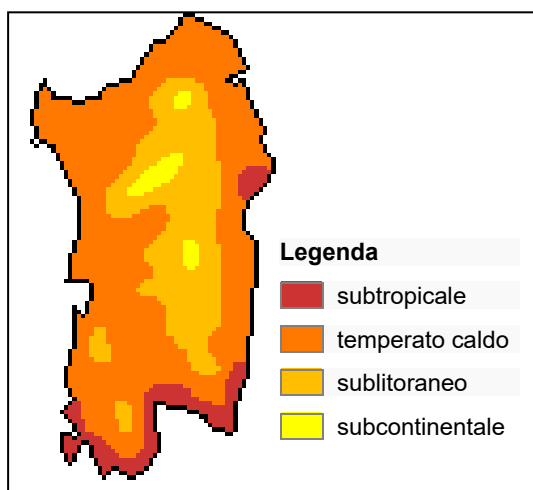 Legenda
subtropicale
temperato caldo
sublitoraneo
subcontinentale